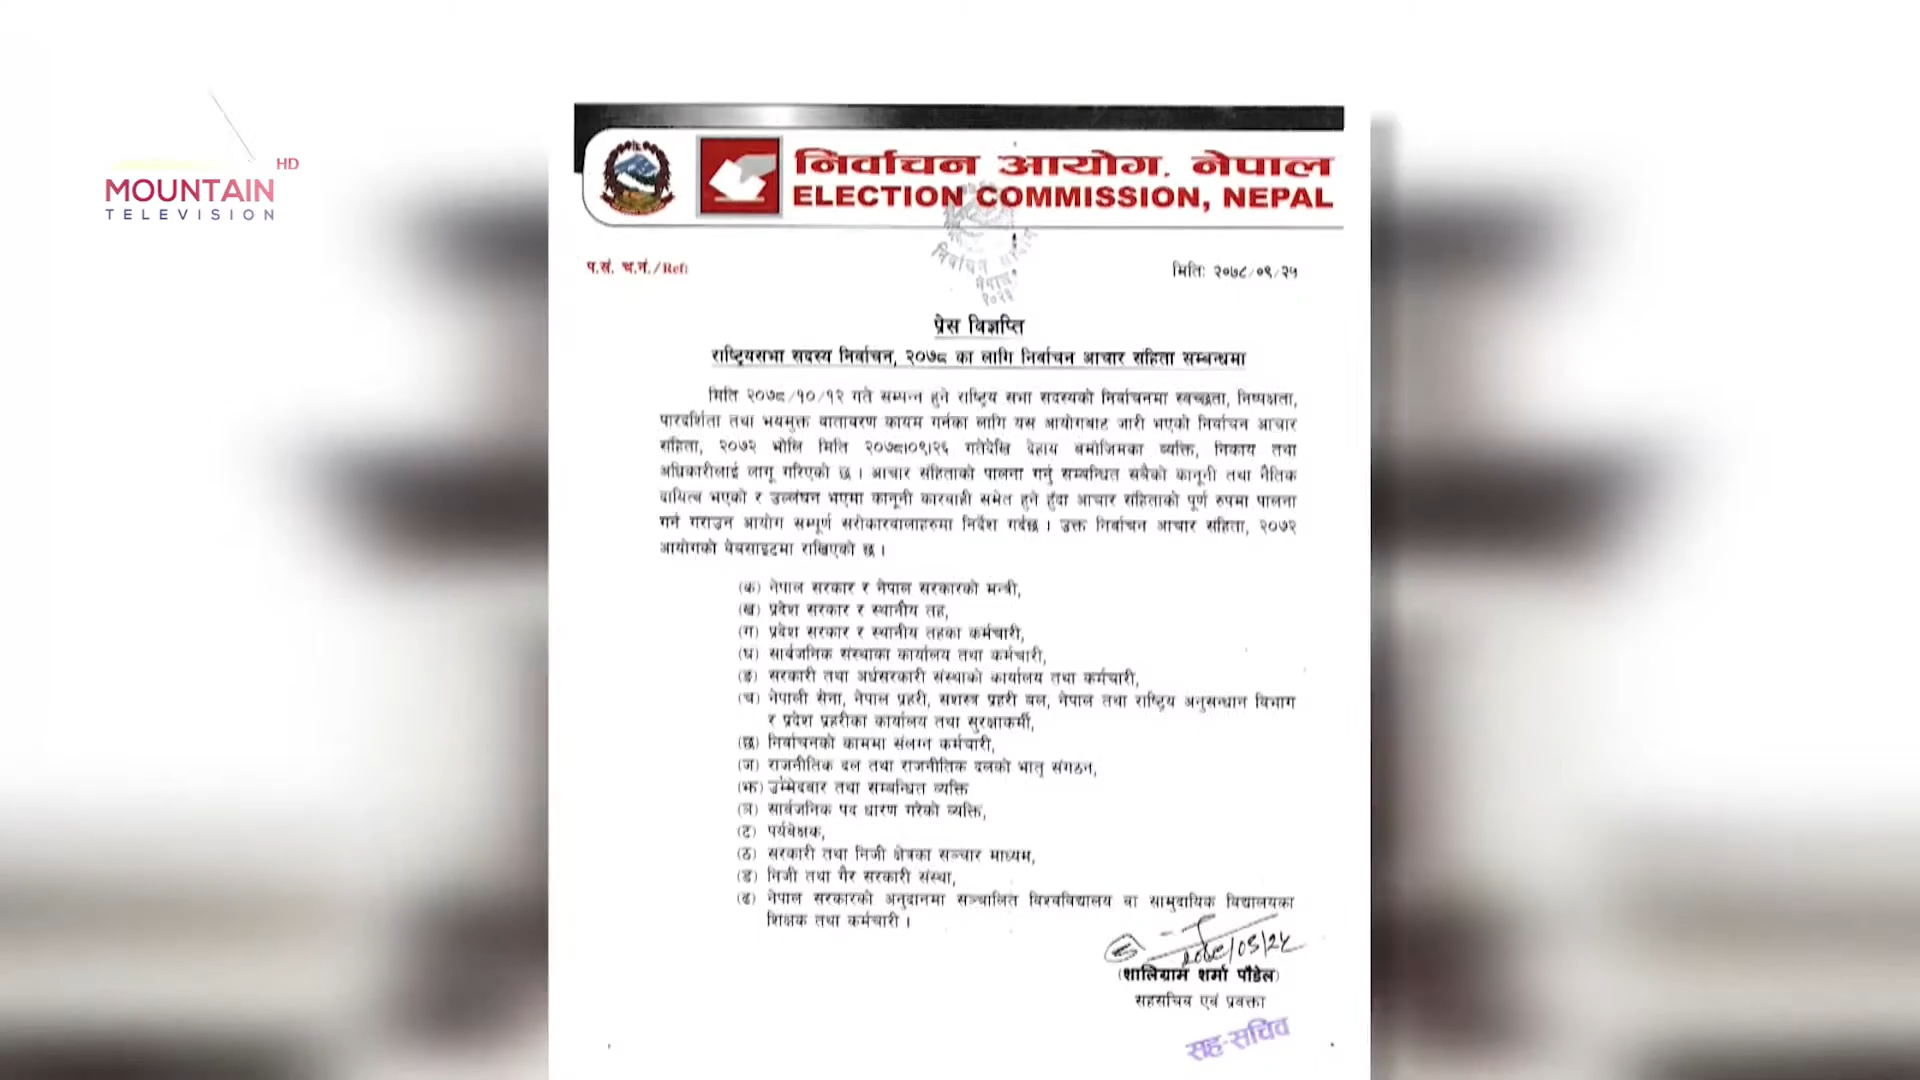 HD
MOUNTAIN
TELEVISION
निर्वाचन आयोग, नेपाल
ELECTION COMMISSION, NEPAL
प.सं. च.नं./Ref:
मिति: २०७८/०९/२५
प्रेस विज्ञप्ति
राष्ट्रियसभा सदस्य निर्वाचन, २०७८ का लागि निर्वाचन आचार संहिता सम्बन्धमा
मिति २०७८/१०/१२ गते सम्पन्न हुने राष्ट्रिय सभा सदस्यको निर्वाचनमा स्वच्छता, निष्पक्षता,
पारदर्शिता तथा भयमुक्त वातावरण कायम गर्नका लागि यस आयोगबाट जारी भएको निर्वाचन आचार
संहिता, २०७२ भोलि मिति २०७८।०९।२६ गतेदेखि देहाय बमोजिमका व्यक्ति, निकाय तथा
अधिकारीलाई लागू गरिएको छ । आचार संहिताको पालना गर्नु सम्बन्धित सबैको कानूनी तथा नैतिक
दायित्व भएको र उल्लंघन भएमा कानूनी कारवाही समेत हुने हुँदा आचार संहिताको पूर्ण रुपमा पालना
गर्न गराउन आयोग सम्पूर्ण सरोकारवालाहरुमा निर्देश गर्दछ । उक्त निर्वाचन आचार संहिता, २०७२
आयोगको वेबसाइटमा राखिएको छ ।
(क) नेपाल सरकार र नेपाल सरकारको मन्त्री,
(ख) प्रदेश सरकार र स्थानीय तह,
(ग) प्रदेश सरकार र स्थानीय तहका कर्मचारी,
(घ) सार्वजनिक संस्थाका कार्यालय तथा कर्मचारी,
(ङ) सरकारी तथा अर्धसरकारी संस्थाको कार्यालय तथा कर्मचारी,
(च) नेपाली सेना, नेपाल प्रहरी, सशस्त्र प्रहरी बल, नेपाल तथा राष्ट्रिय अनुसन्धान विभाग
र प्रदेश प्रहरीका कार्यालय तथा सुरक्षाकर्मी,
(छ) निर्वाचनको काममा संलग्न कर्मचारी,
(ज) राजनीतिक दल तथा राजनीतिक दलको भातृ संगठन,
(झ) उम्मेदवार तथा सम्बन्धित व्यक्ति
(ञ) सार्वजनिक पद धारण गरेको व्यक्ति,
(ट) पर्यवेक्षक,
(ठ) सरकारी तथा निजी क्षेत्रका सञ्चार माध्यम,
(ड) निजी तथा गैर सरकारी संस्था,
(ढ) नेपाल सरकारको अनुदानमा सञ्चालित विश्वविद्यालय वा सामुदायिक विद्यालयका
शिक्षक तथा कर्मचारी ।
(शालिग्राम शर्मा पौडेल)
सहसचिव एवं प्रवक्ता
सह-सचिव